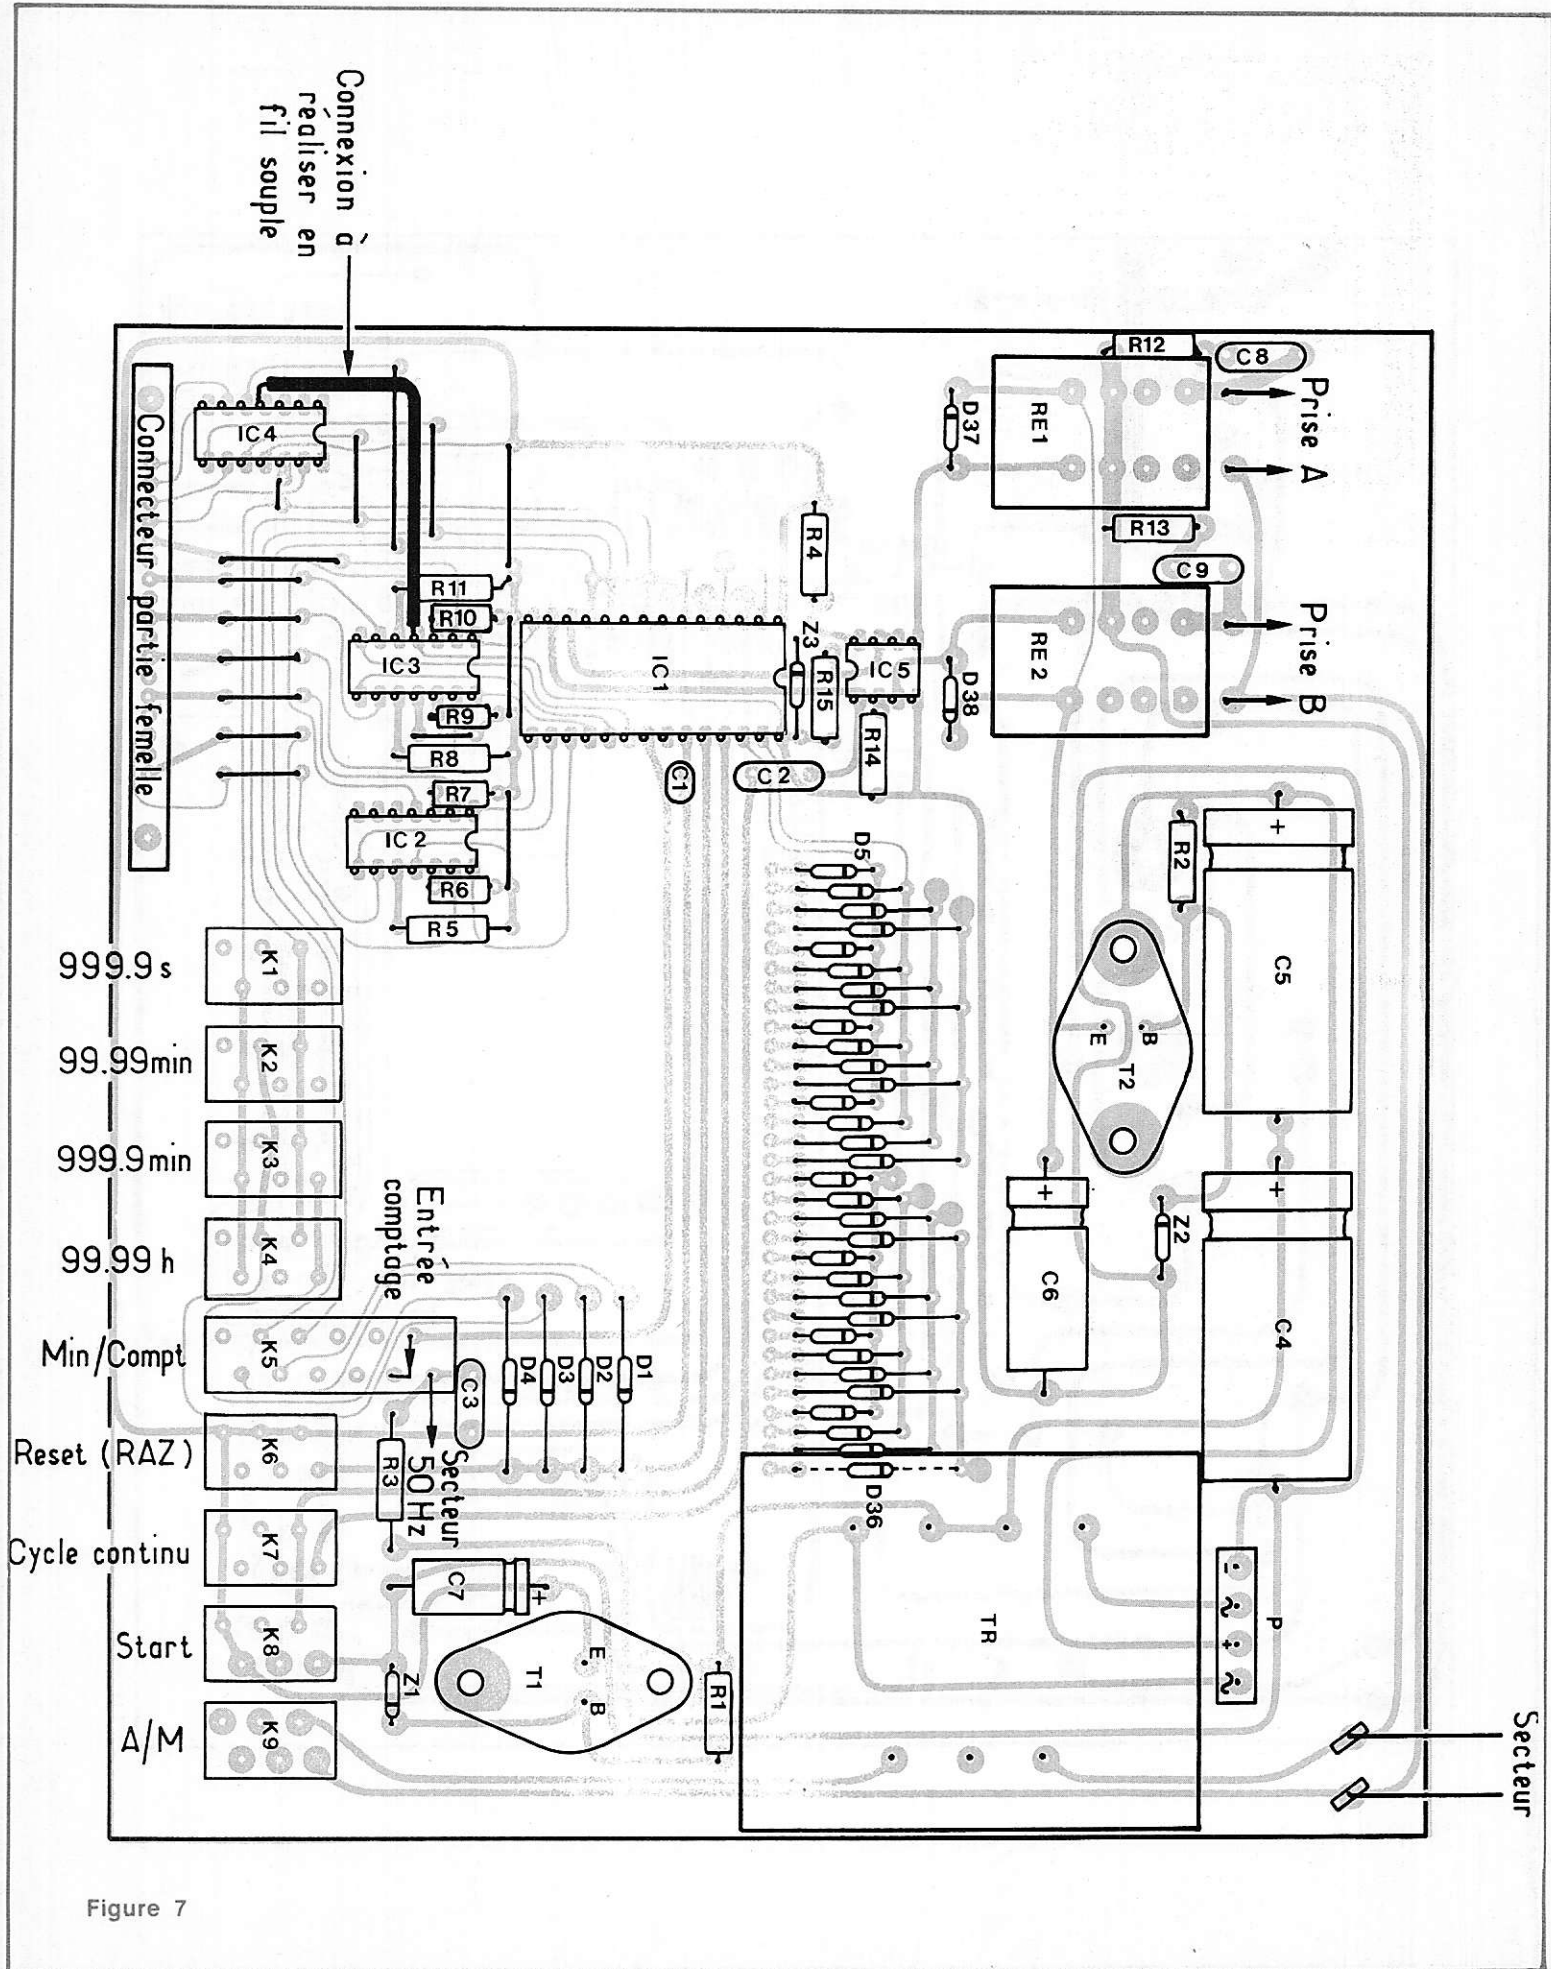 Connexion à
réaliser en
fil souple
R12
C8
Prise A
RE1
D37
IC4
Connecteur partie femelle
R13
R4
C9
R11
R10
Prise B
RE2
Z3
IC1
IC3
R15
IC5
D38
R9
R14
R8
C1
C2
R7
+
IC2
D5
R2
R6
R5
C5
999.9 s
K1
E
B
T2
99.99 min
K2
999.9 min
K3
Entrée
comptage
+
+
Z2
99.99 h
K4
C6
C4
Min/Compt
K5
C3
D4
D3
D2
D1
Reset (RAZ)
K6
R3
Secteur
50 Hz
D36
Cycle continu
K7
C7
+
-
~
+
~
P
TR
Start
K8
Z1
E
T1
B
R1
A/M
K9
Secteur
Figure 7